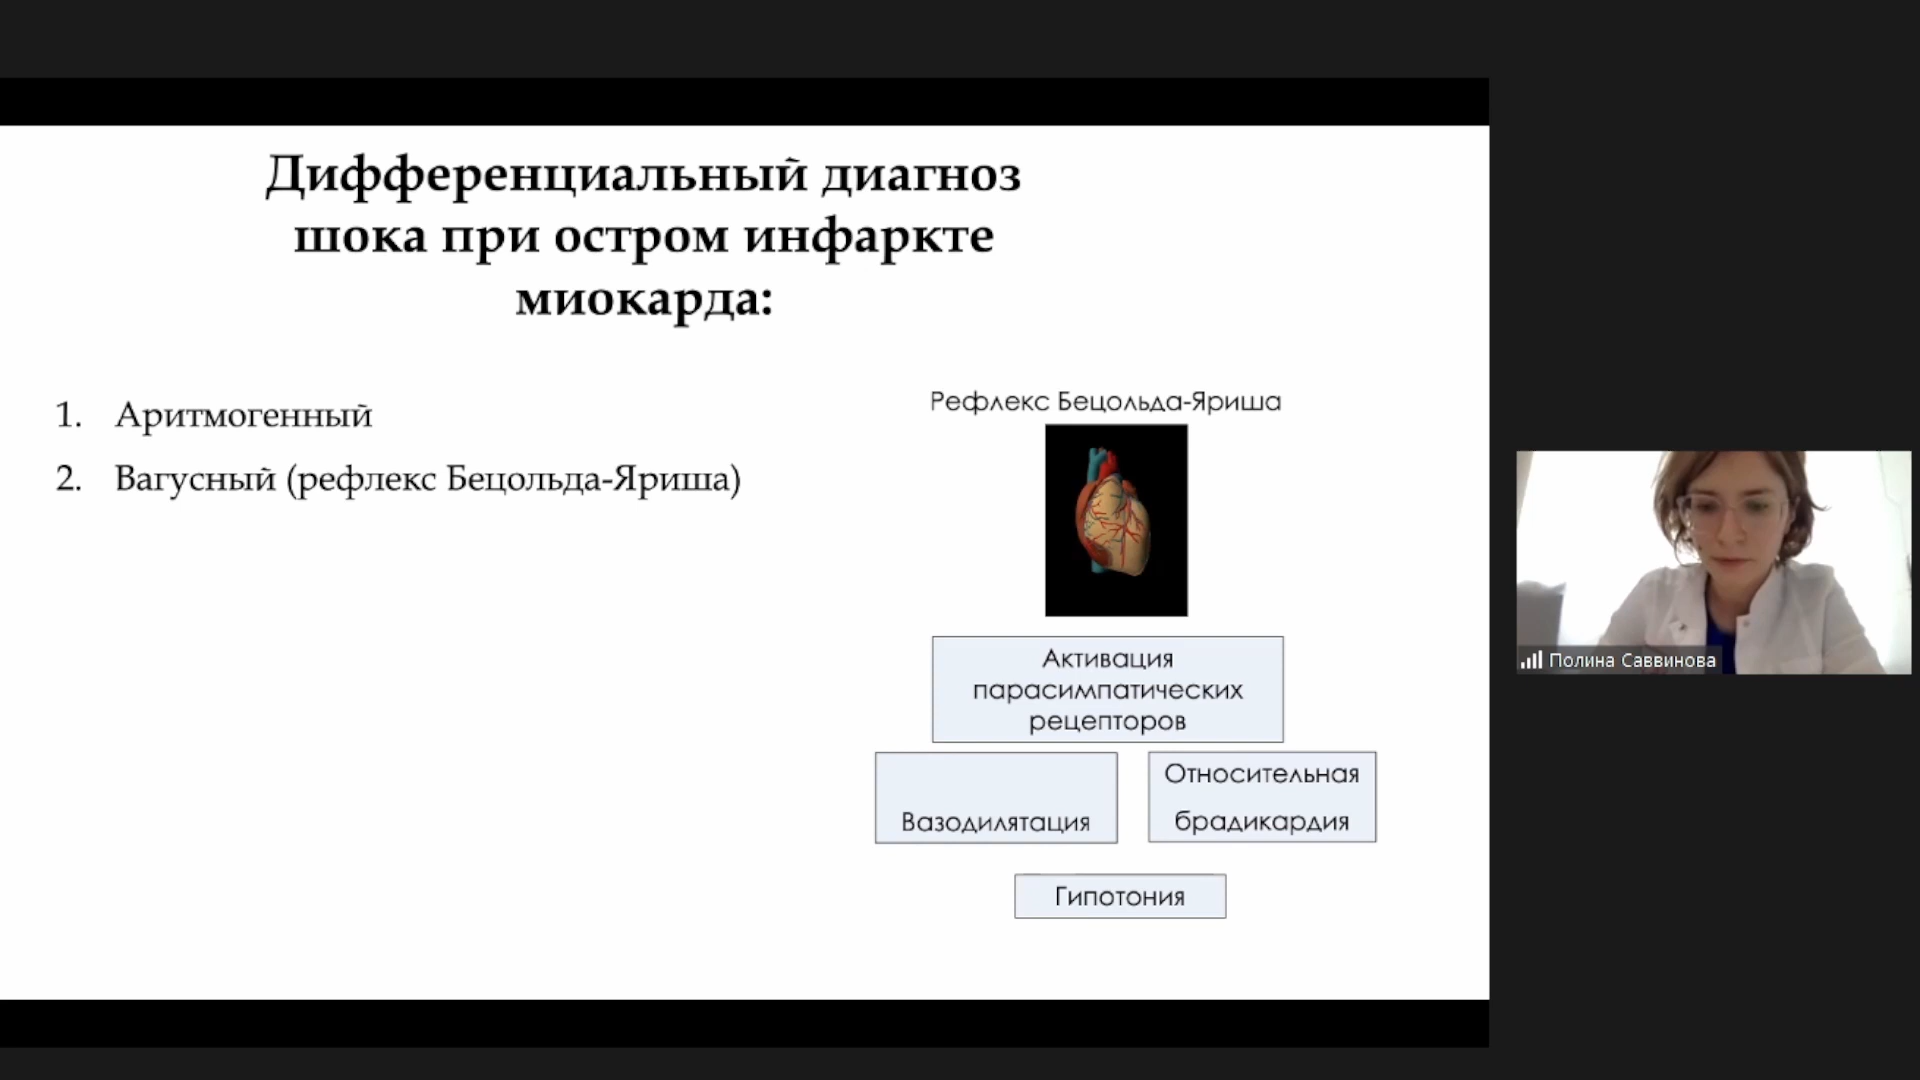 Дифференциальный диагноз
шока при остром инфаркте
миокарда:
1. Аритмогенный
2. Вагусный (рефлекс Бецольда-Яриша)
Рефлекс Бецольда-Яриша
Активация
парасимпатических
рецепторов
Вазодилятация
Относительная
брадикардия
Гипотония
Полина Саввинова